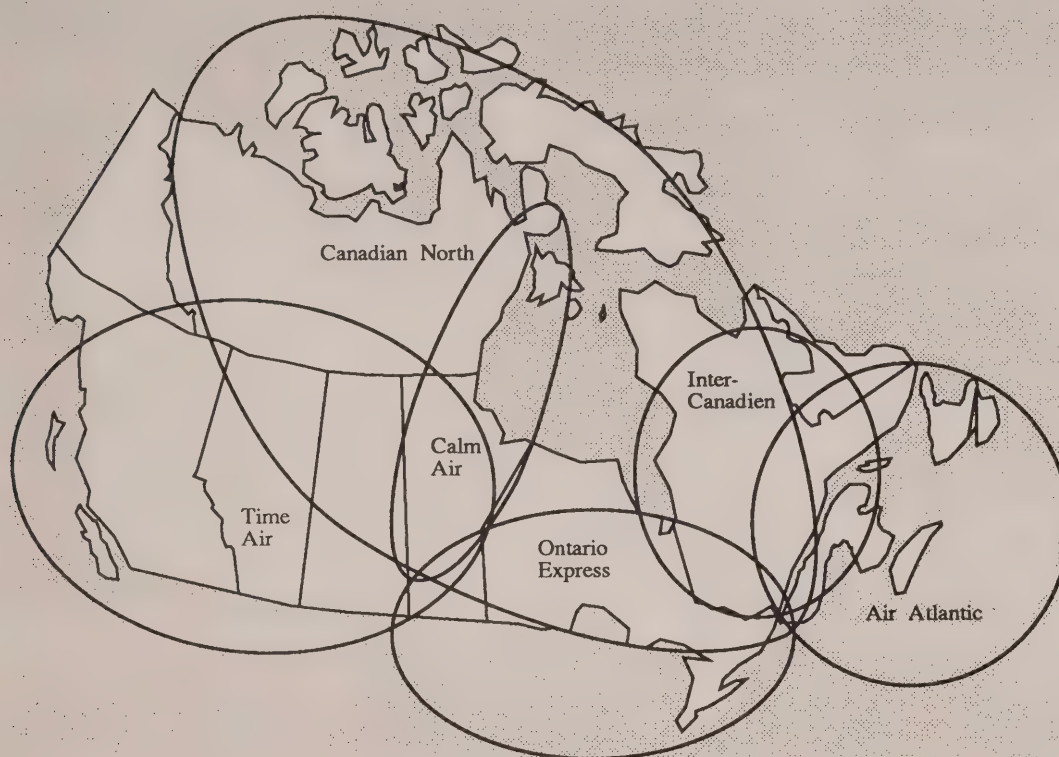 Canadian North
Inter-
Canadien
Calm
Air
Time
Air
Ontario
Express
Air Atlantic